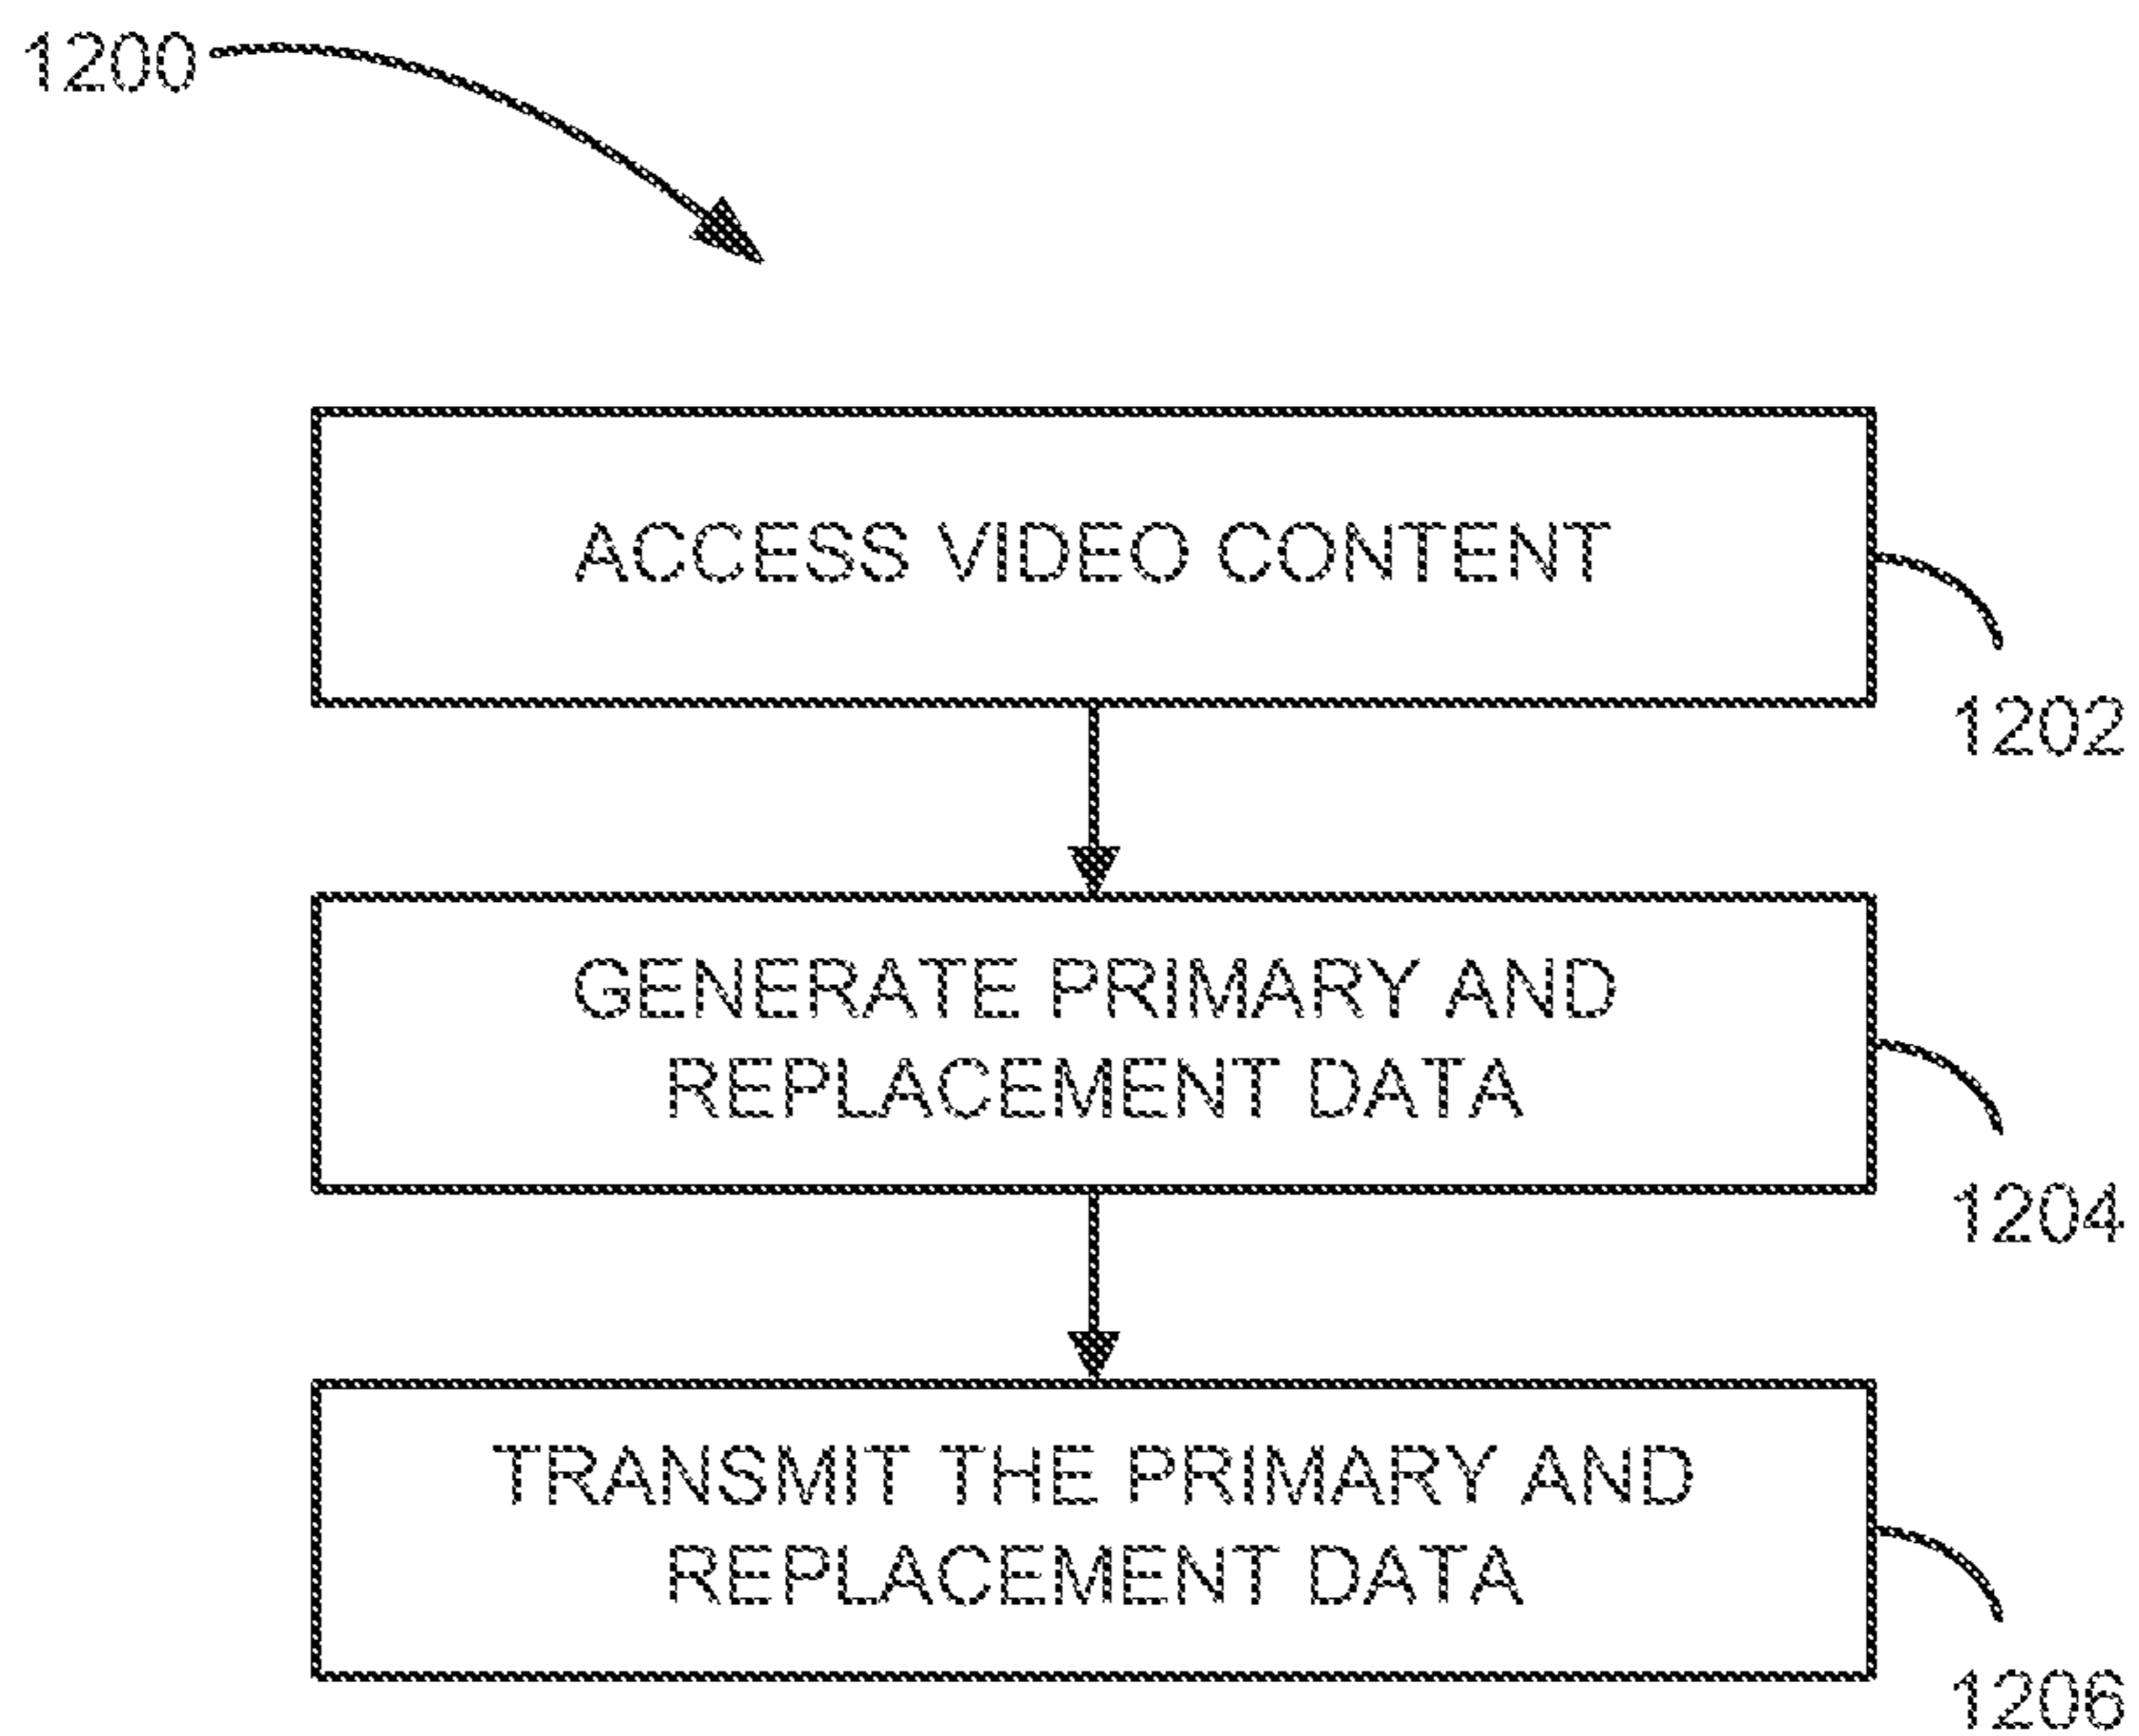 1200
ACCESS VIDEO CONTENT
1202
GENERATE PRIMARY AND
REPLACEMENT DATA
1204
TRANSMIT THE PRIMARY AND
REPLACEMENT DATA
1206